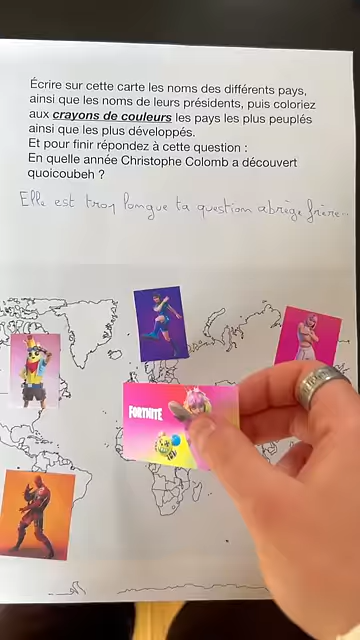 Écrire sur cette carte les noms des différents pays,
ainsi que les noms de leurs présidents, puis coloriez
aux crayons de couleurs les pays les plus peuplés
ainsi que les plus développés.
Et pour finir répondez à cette question :
En quelle année Christophe Colomb a découvert
quoicoubeh ?
Elle est trop longue ta question abrège frère...
FORTNITE